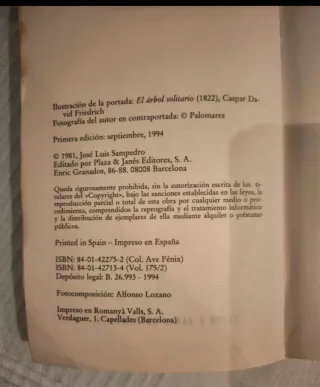 Ilustración de la portada: El árbol solitario (1822), Caspar Da-
vid Friedrich
Fotografía del autor en contraportada: © Palomares
Primera edición: septiembre, 1994
© 1981, José Luis Sampedro
Editado por Plaza & Janés Editores, S. A.
Enric Granados, 86-88. 08208 Barcelona
Queda rigurosamente prohibida, sin la autorización escrita de los ti-
tulares del «Copyright», bajo las sanciones establecidas en las leyes, la
reproducción parcial o total de esta obra por cualquier medio o pro-
cedimiento, comprendidos la reprografía y el tratamiento informático
y la distribución de ejemplares de ella mediante alquiler o préstamo
públicos.
Printed in Spain – Impreso en España
ISBN: 84-01-42275-2 (Col. Ave Fénix)
ISBN: 84-01-42713-4 (Vol. 175/2)
Depósito legal: B. 26.993 - 1994
Fotocomposición: Alfonso Lozano
Impreso en Romanyà Valls, S. A.
Verdaguer, 1. Capellades (Barcelona)